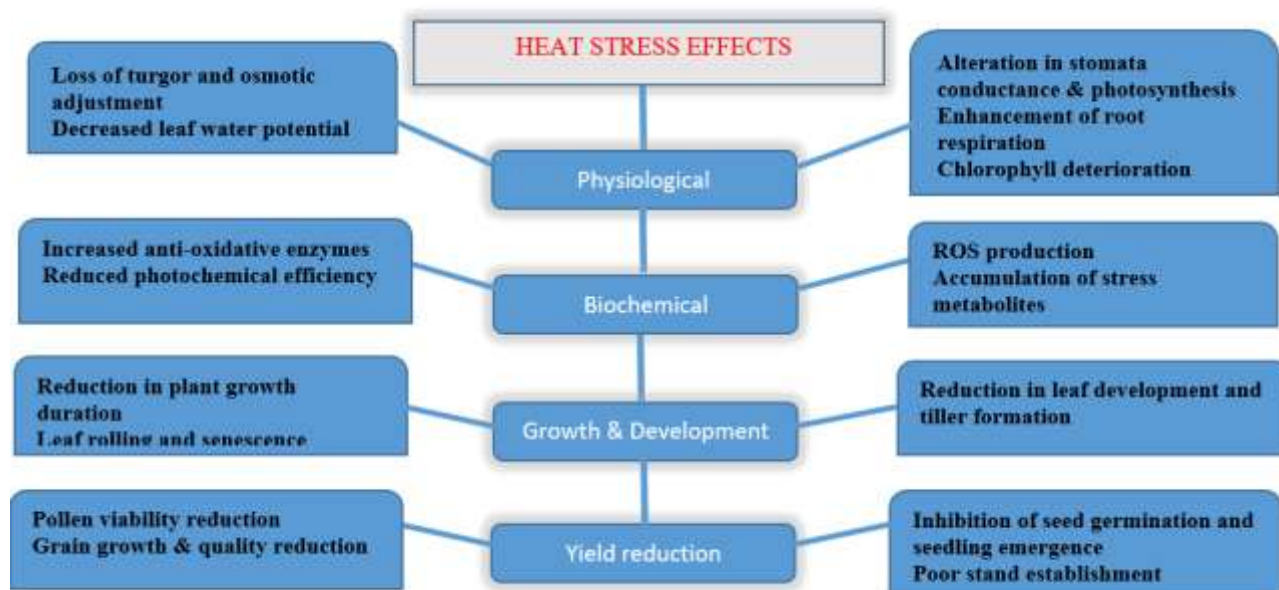 HEAT STRESS EFFECTS
Loss of turgor and osmotic
adjustment
Decreased leaf water potential
Alteration in stomata
conductance & photosynthesis
Enhancement of root
respiration
Chlorophyll deterioration
Physiological
Increased anti-oxidative enzymes
Reduced photochemical efficiency
ROS production
Accumulation of stress
metabolites
Biochemical
Reduction in plant growth
duration
Leaf rolling and senescence
Reduction in leaf development and
tiller formation
Growth & Development
Pollen viability reduction
Grain growth & quality reduction
Inhibition of seed germination and
seedling emergence
Poor stand establishment
Yield reduction